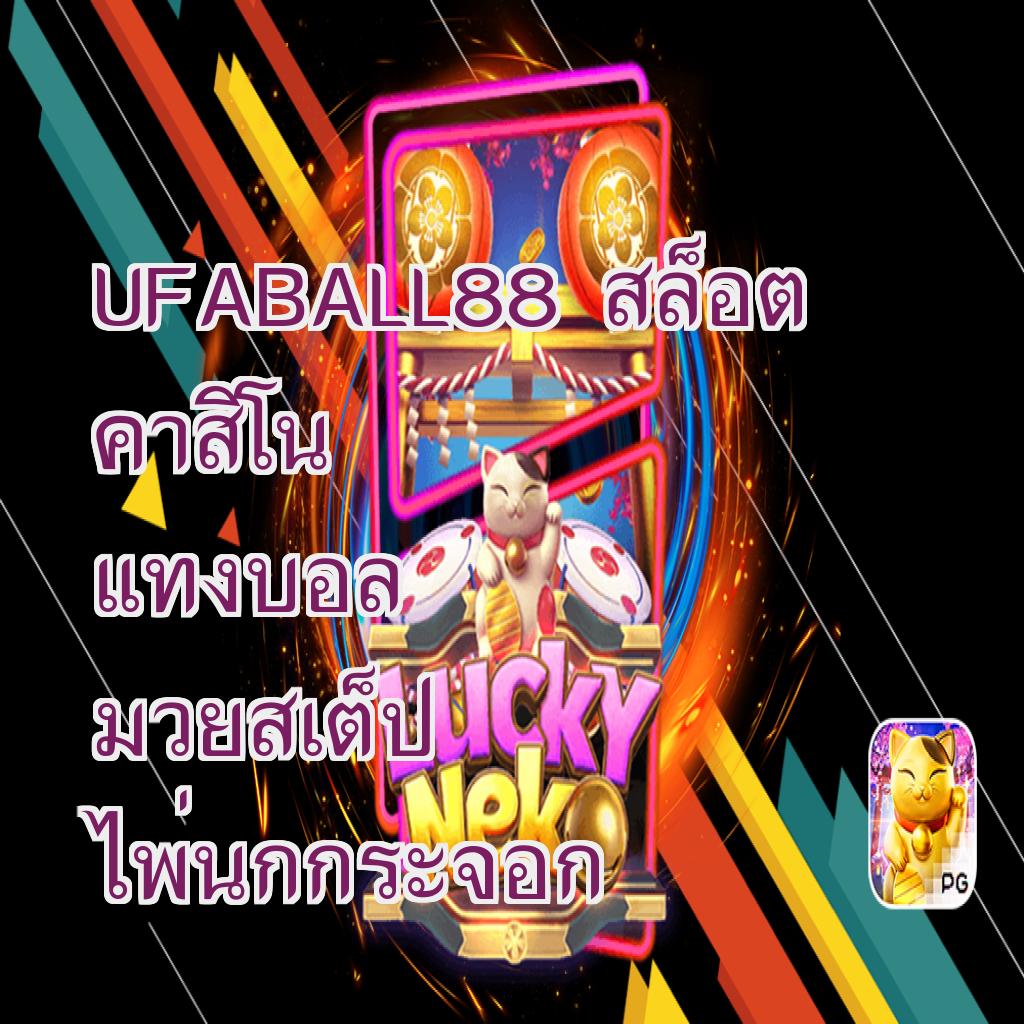 UFABALL88 สล็อต
คาสิโน
แทงบอล
มวยสเต็ป
ไพ่นกกระจอก
Lucky
Neko
PG